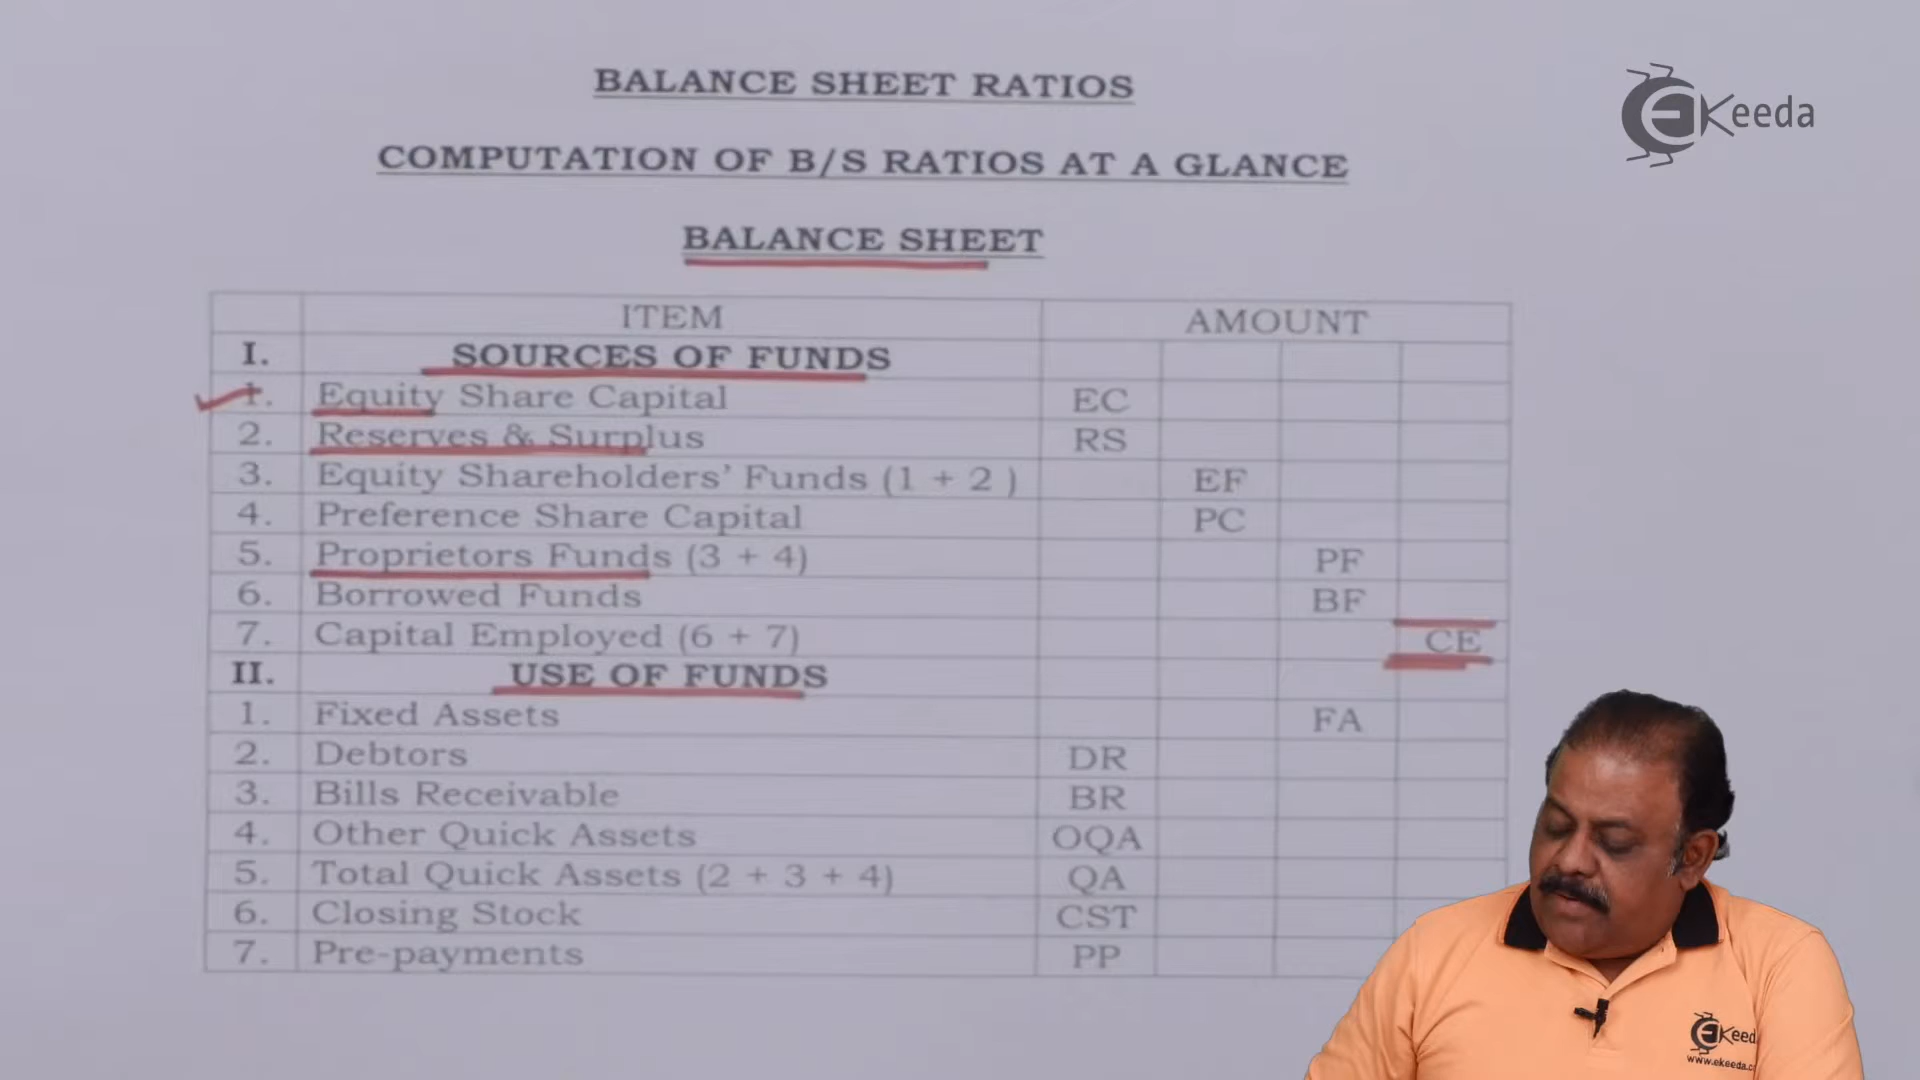 BALANCE SHEET RATIOS
EKeeda
COMPUTATION OF B/S RATIOS AT A GLANCE
BALANCE SHEET
ITEM AMOUNT
I. SOURCES OF FUNDS
1. Equity Share Capital EC
2. Reserves & Surplus RS
3. Equity Shareholders' Funds (1 + 2 ) EF
4. Preference Share Capital PC
5. Proprietors Funds (3 + 4) PF
6. Borrowed Funds BF
7. Capital Employed (6 + 7) CE
II. USE OF FUNDS
1. Fixed Assets FA
2. Debtors DR
3. Bills Receivable BR
4. Other Quick Assets OQA
5. Total Quick Assets (2 + 3 + 4) QA
6. Closing Stock CST
7. Pre-payments PP